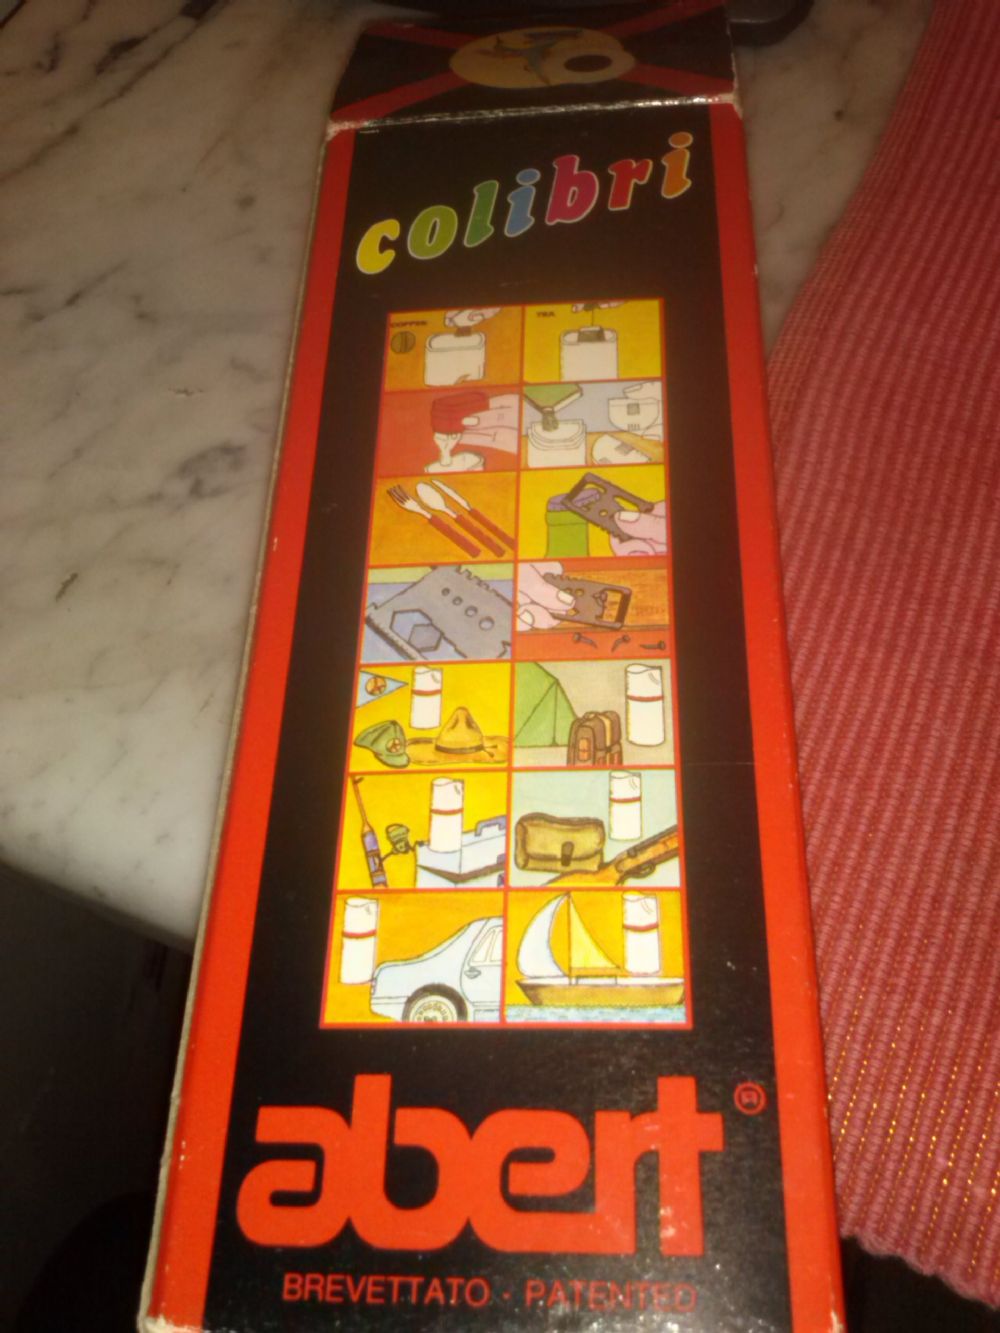 colibri
COFFEE
TEA
abert ®
BREVETTATO · PATENTED